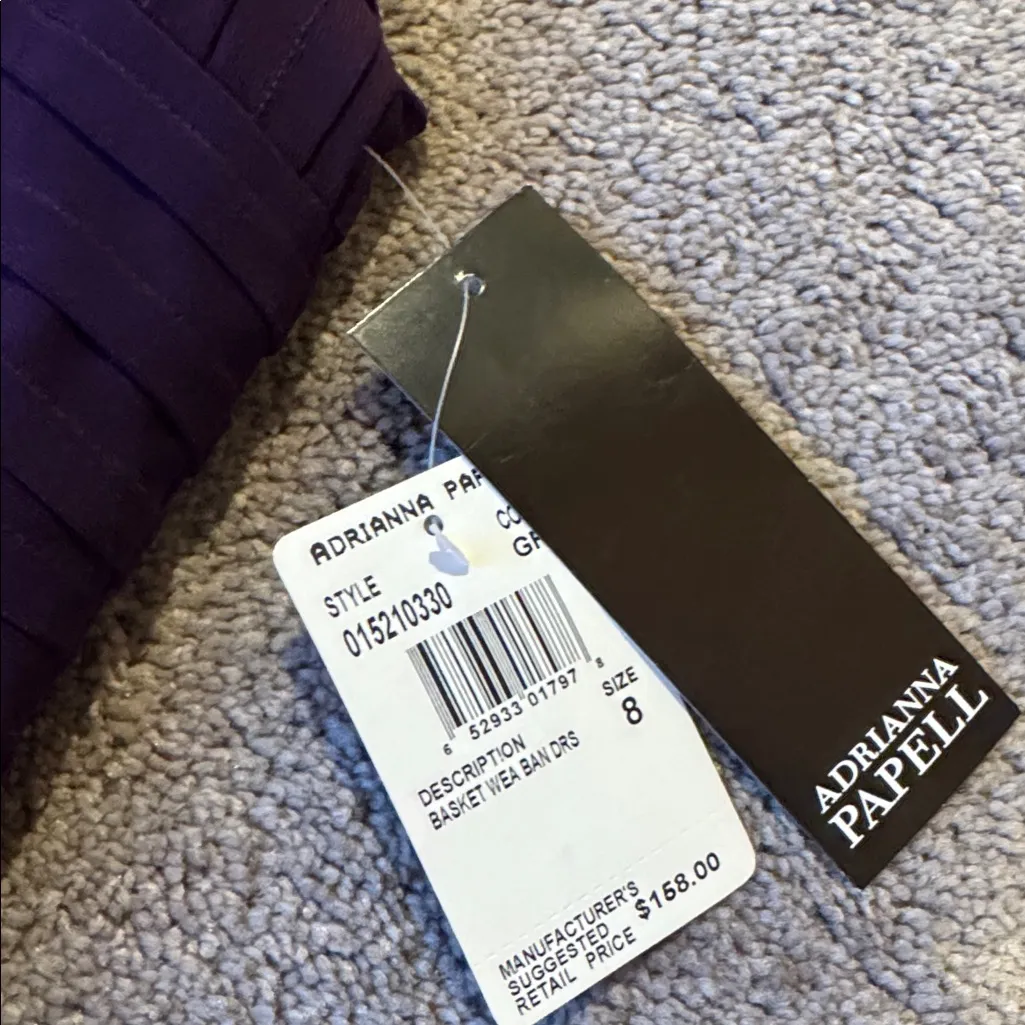 ADRIANNA PAP
CO
GR
STYLE
015210330
6 52933 01797 8
SIZE
8
DESCRIPTION
BASKET WEA BAN DRS
MANUFACTURER'S
SUGGESTED
RETAIL PRICE
$158.00
ADRIANNA
PAPELL